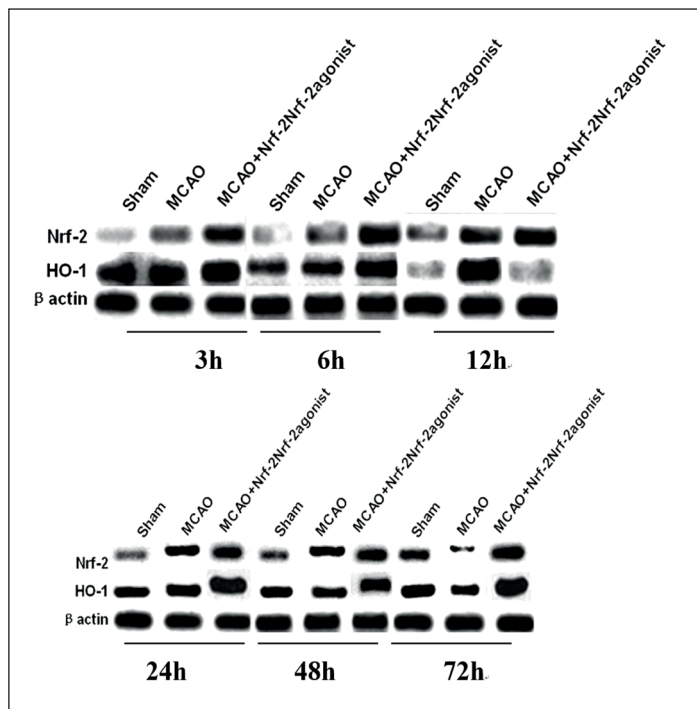 Sham MCAO MCAO+Nrf-2Nrf-2agonist Sham MCAO MCAO+Nrf-2Nrf-2agonist Sham MCAO MCAO+Nrf-2Nrf-2agonist
Nrf-2
HO-1
β actin
3h 6h 12h
Sham MCAO MCAO+Nrf-2Nrf-2agonist Sham MCAO MCAO+Nrf-2Nrf-2agonist Sham MCAO MCAO+Nrf-2Nrf-2agonist
Nrf-2
HO-1
β actin
24h 48h 72h